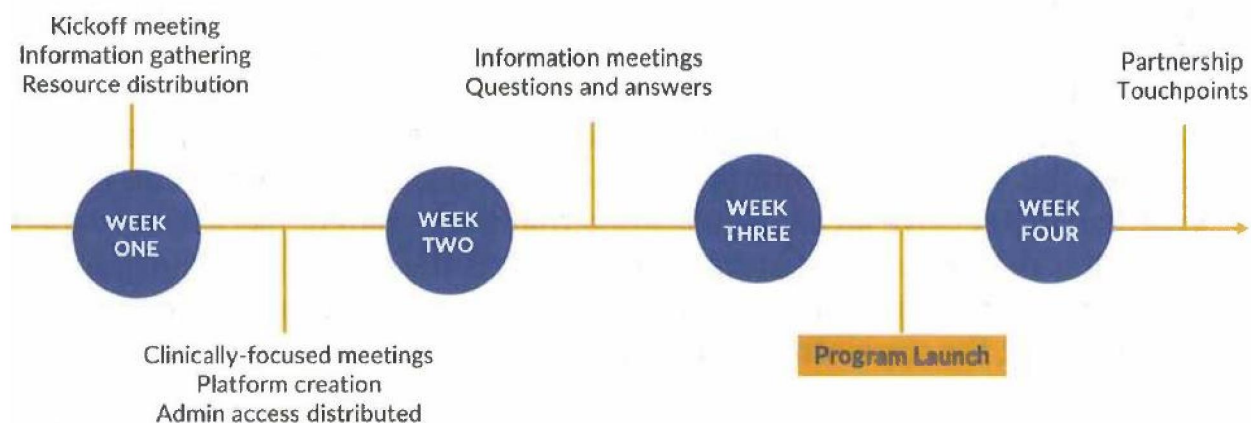 Kickoff meeting
Information gathering
Resource distribution
WEEK
ONE
Clinically-focused meetings
Platform creation
Admin access distributed
WEEK
TWO
Information meetings
Questions and answers
WEEK
THREE
Program Launch
WEEK
FOUR
Partnership
Touchpoints